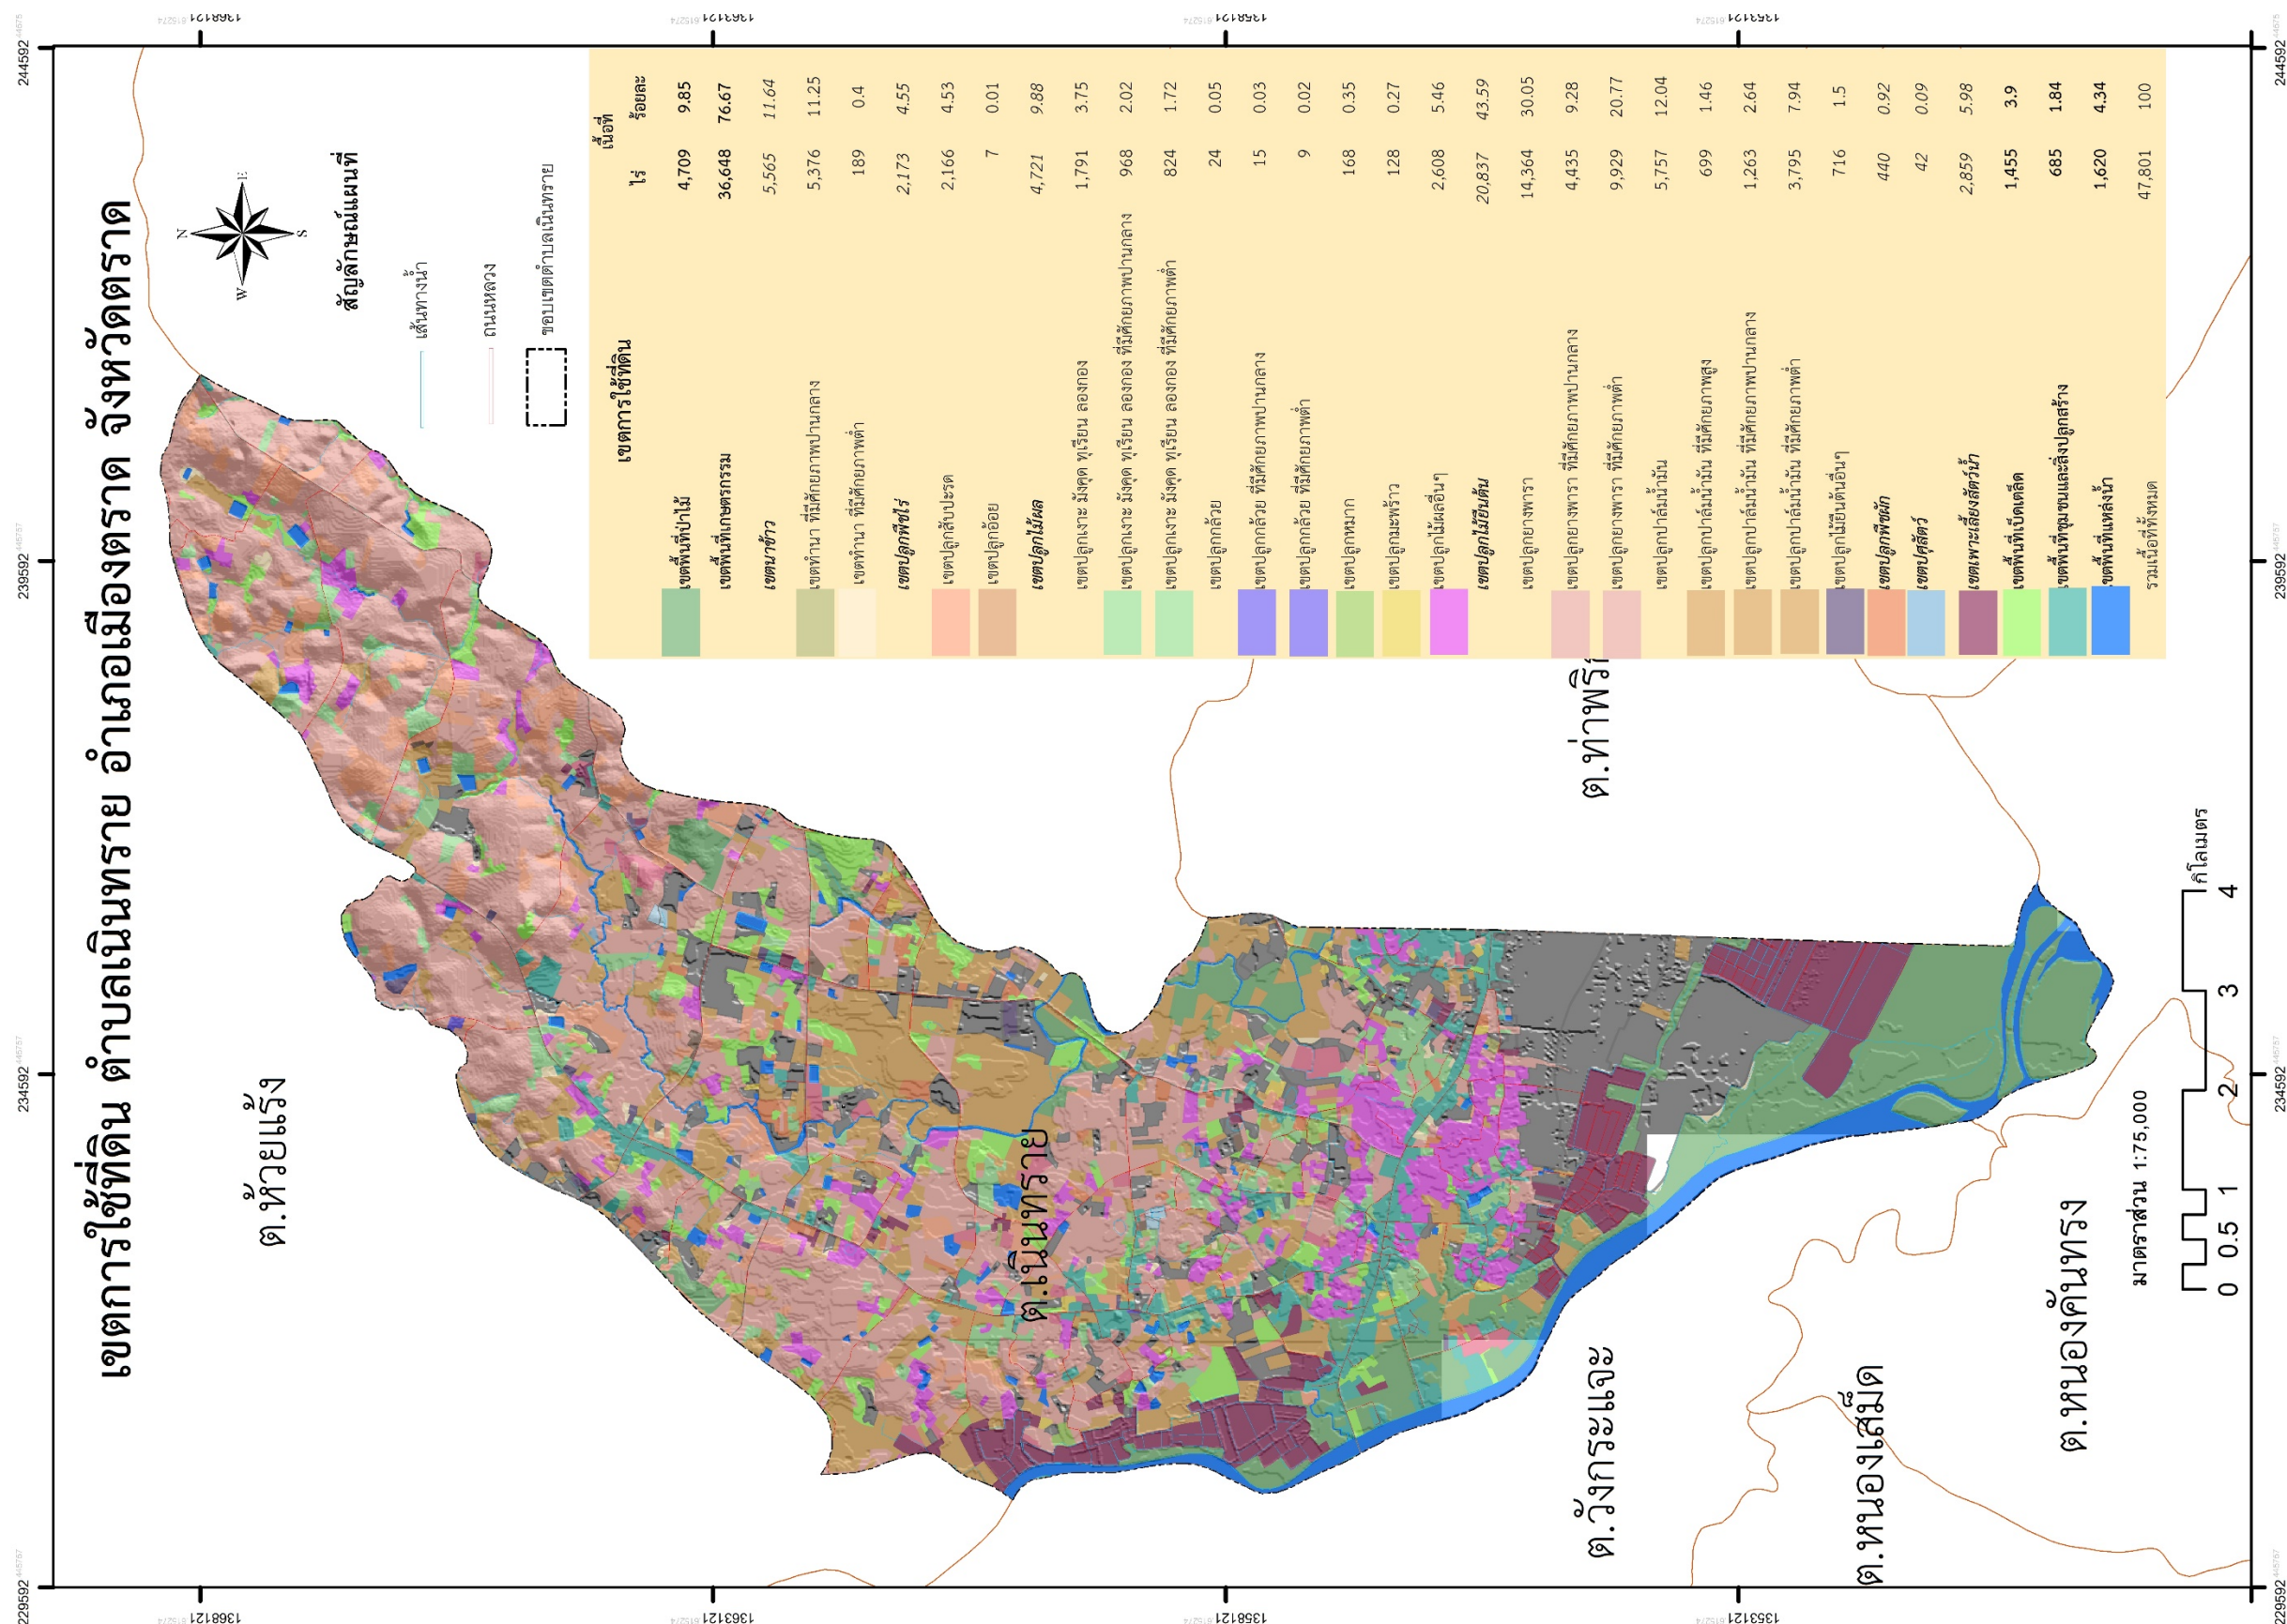 เขตการใช้ที่ดิน ตำบลเนินทราย อำเภอเมืองตราด จังหวัดตราด
N
W
E
S
สัญลักษณ์แผนที่
เส้นทางน้ำ
ถนนหลวง
ขอบเขตตำบลเนินทราย
เขตการใช้ที่ดิน เนื้อที่
ไร่ ร้อยละ
เขตพื้นที่ป่าไม้ 4,709 9.85
เขตพื้นที่เกษตรกรรม 36,648 76.67
เขตนาข้าว 5,565 11.64
เขตทำนา ที่มีศักยภาพปานกลาง 5,376 11.25
เขตทำนา ที่มีศักยภาพต่ำ 189 0.4
เขตปลูกพืชไร่ 2,173 4.55
เขตปลูกสับปะรด 2,166 4.53
เขตปลูกอ้อย 7 0.01
เขตปลูกไม้ผล 4,721 9.88
เขตปลูกเงาะ มังคุด ทุเรียน ลองกอง 1,791 3.75
เขตปลูกเงาะ มังคุด ทุเรียน ลองกอง ที่มีศักยภาพปานกลาง 968 2.02
เขตปลูกเงาะ มังคุด ทุเรียน ลองกอง ที่มีศักยภาพต่ำ 824 1.72
เขตปลูกกล้วย 24 0.05
เขตปลูกกล้วย ที่มีศักยภาพปานกลาง 15 0.03
เขตปลูกกล้วย ที่มีศักยภาพต่ำ 9 0.02
เขตปลูกหมาก 168 0.35
เขตปลูกมะพร้าว 128 0.27
เขตปลูกไม้ผลอื่นๆ 2,608 5.46
เขตปลูกไม้ยืนต้น 20,837 43.59
เขตปลูกยางพารา 14,364 30.05
เขตปลูกยางพารา ที่มีศักยภาพปานกลาง 4,435 9.28
เขตปลูกยางพารา ที่มีศักยภาพต่ำ 9,929 20.77
เขตปลูกปาล์มน้ำมัน 5,757 12.04
เขตปลูกปาล์มน้ำมัน ที่มีศักยภาพสูง 699 1.46
เขตปลูกปาล์มน้ำมัน ที่มีศักยภาพปานกลาง 1,263 2.64
เขตปลูกปาล์มน้ำมัน ที่มีศักยภาพต่ำ 3,795 7.94
เขตปลูกไม้ยืนต้นอื่นๆ 716 1.5
เขตปลูกพืชผัก 440 0.92
เขตปศุสัตว์ 42 0.09
เขตเพาะเลี้ยงสัตว์น้ำ 2,859 5.98
เขตพื้นที่เบ็ดเตล็ด 1,455 3.9
เขตพื้นที่ชุมชนและสิ่งปลูกสร้าง 685 1.84
เขตพื้นที่แหล่งน้ำ 1,620 4.34
รวมเนื้อที่ทั้งหมด 47,801 100
ต.ห้วยแร้ง
ต.เนินทราย
ต.ท่าพริก
ต.วังกระแจะ
ต.หนองเสม็ด
ต.หนองคันทรง
มาตราส่วน 1:75,000
0 0.5 1 2 3 4
กิโลเมตร
229592
234592
239592
244592
229592
234592
239592
244592
1368121
1363121
1358121
1353121
1368121
1363121
1358121
1353121